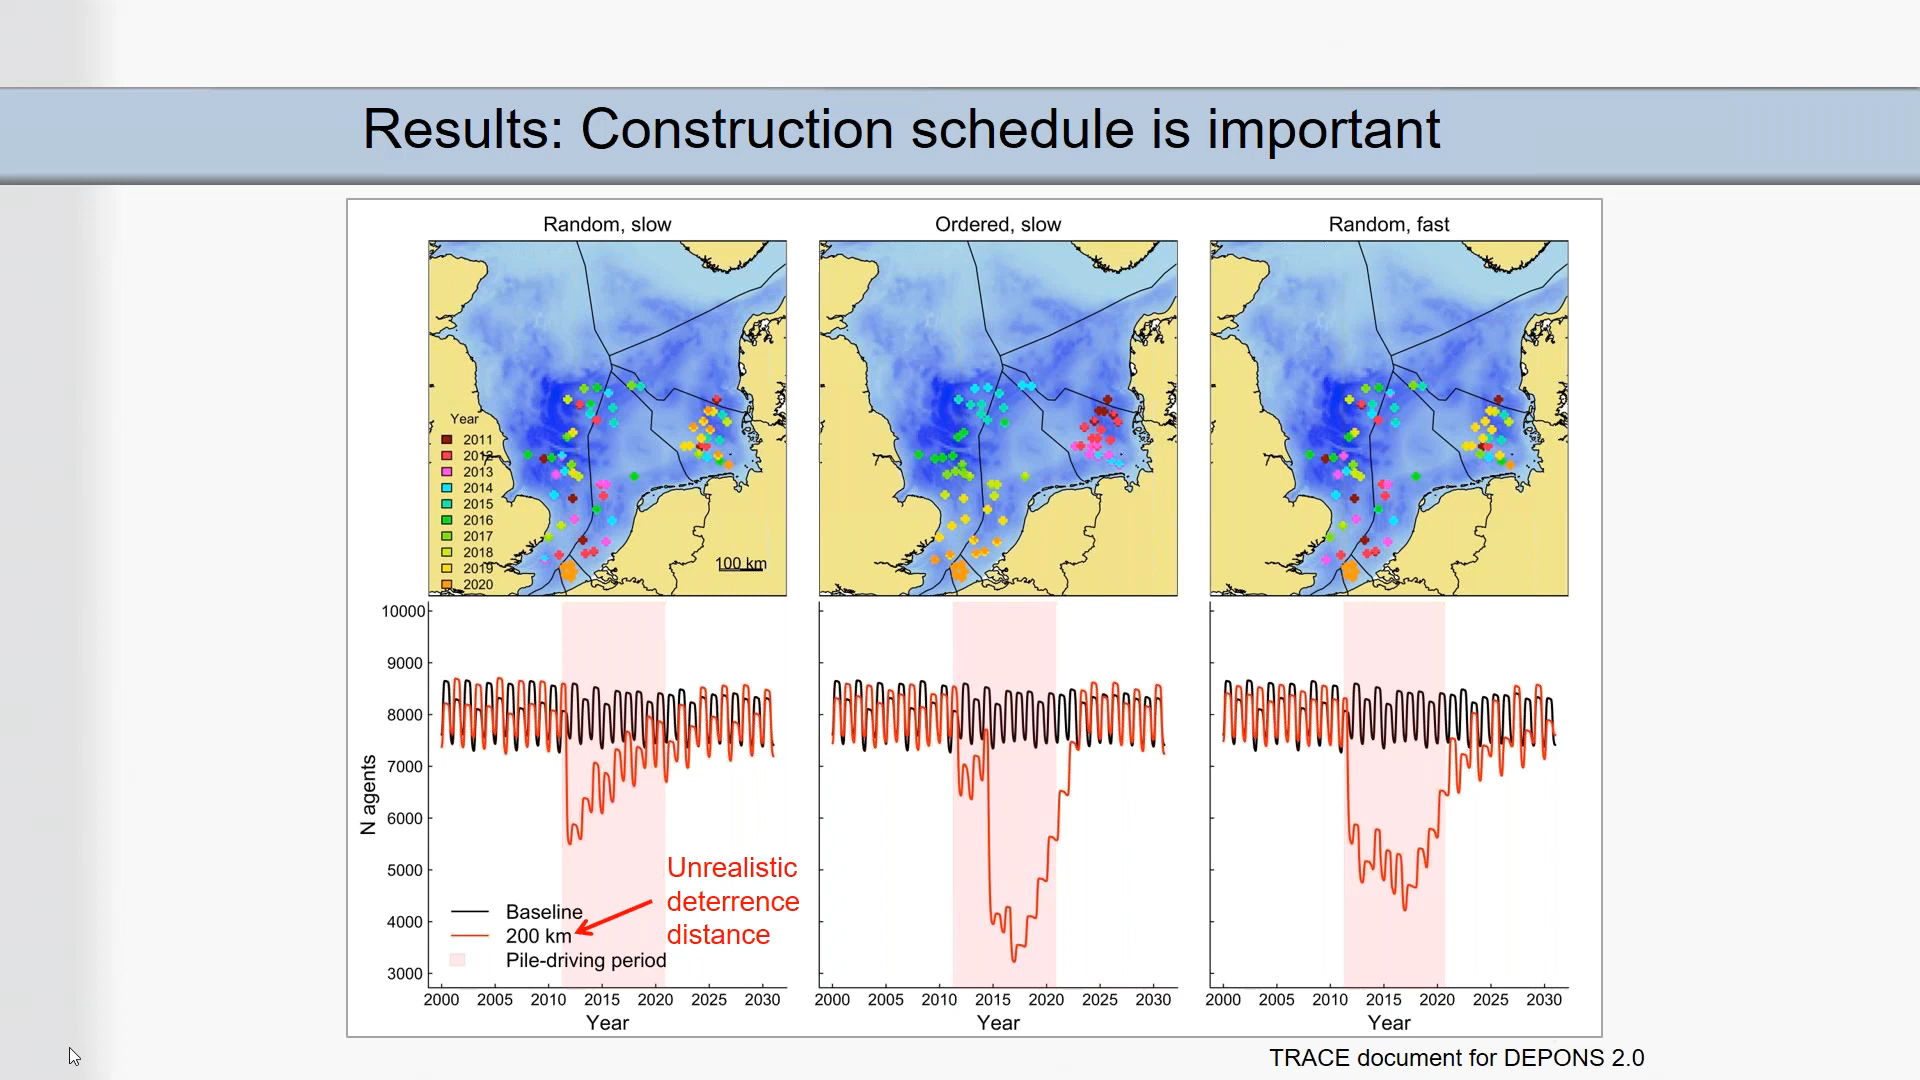 Results: Construction schedule is important
Random, slow
Ordered, slow
Random, fast
Year
2011
2012
2013
2014
2015
2016
2017
2018
2019
2020
100 km
10000
9000
8000
7000
6000
5000
4000
3000
N agents
Unrealistic
deterrence
distance
Baseline
200 km
Pile-driving period
2000 2005 2010 2015 2020 2025 2030
2000 2005 2010 2015 2020 2025 2030
2000 2005 2010 2015 2020 2025 2030
Year
Year
Year
TRACE document for DEPONS 2.0